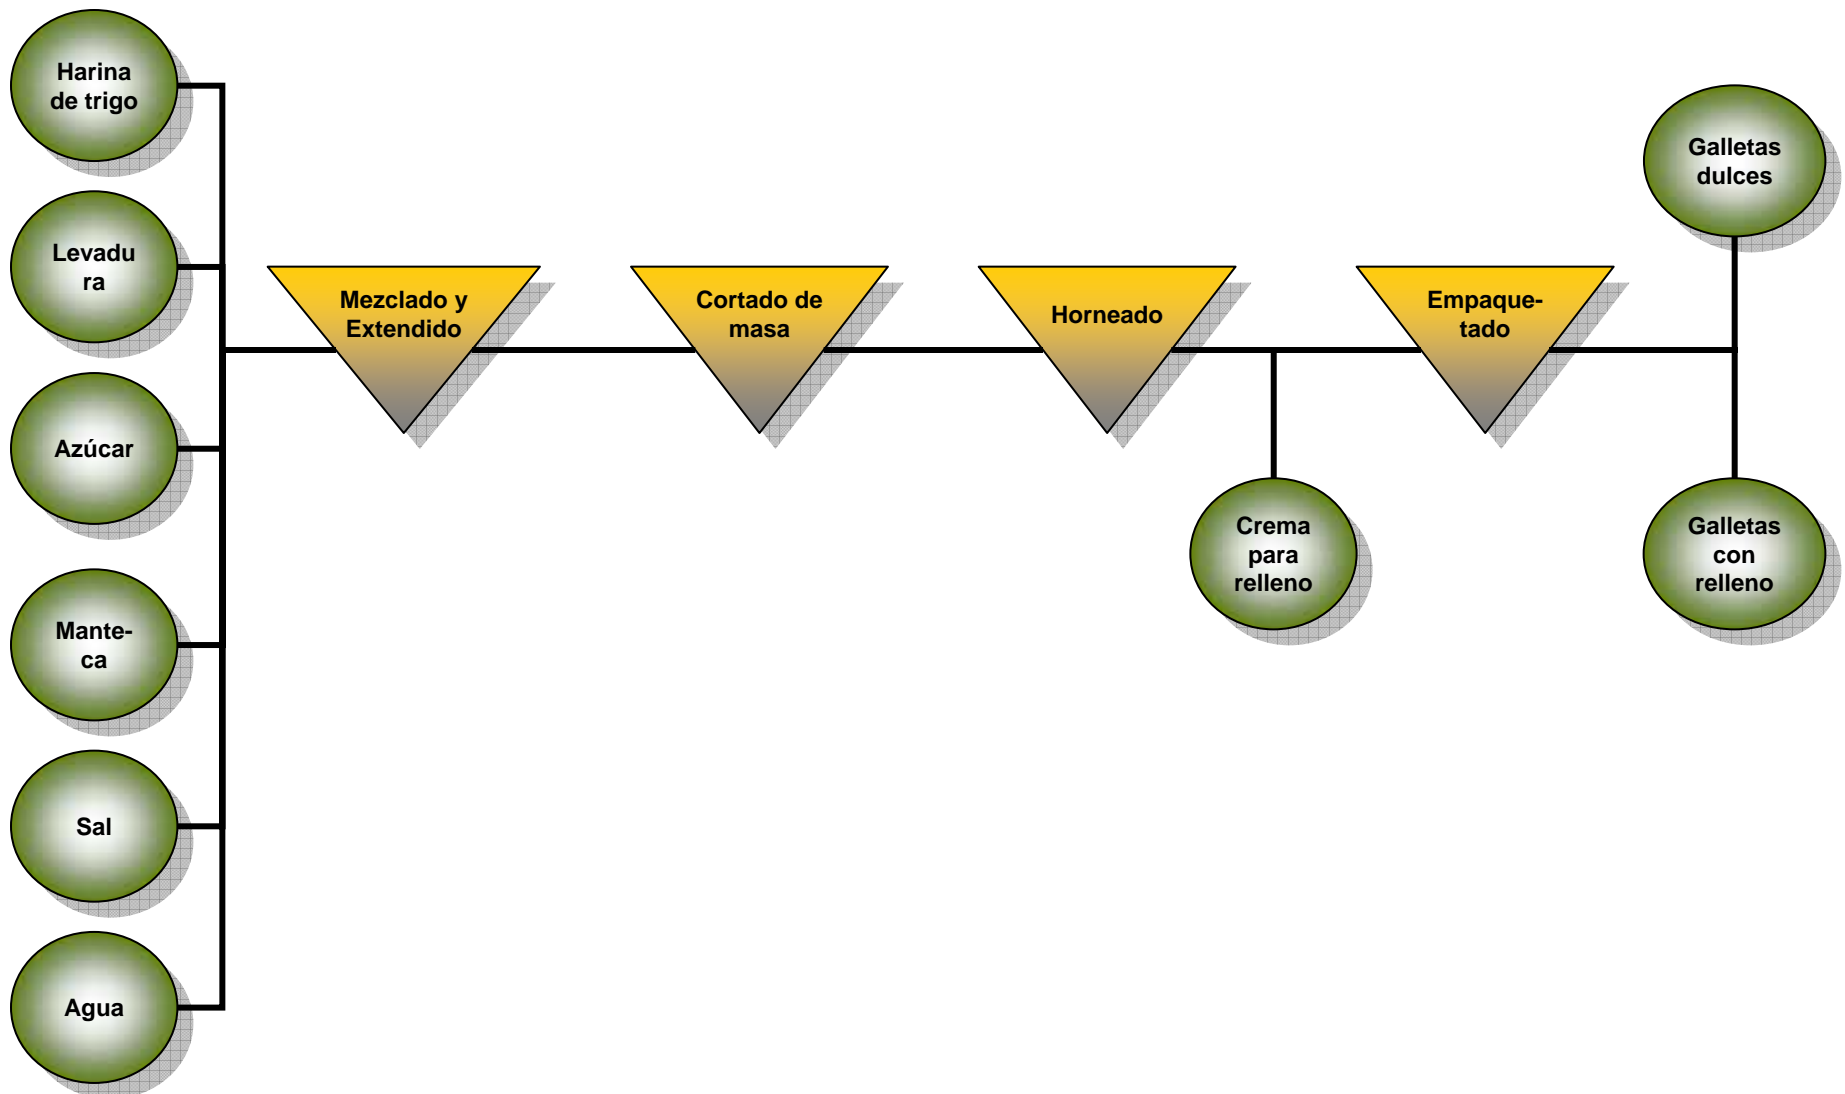 Harina
de trigo
Levadu
ra
Azúcar
Mante-
ca
Sal
Agua
Mezclado y
Extendido
Cortado de
masa
Horneado
Crema
para
relleno
Empaque-
tado
Galletas
dulces
Galletas
con
relleno